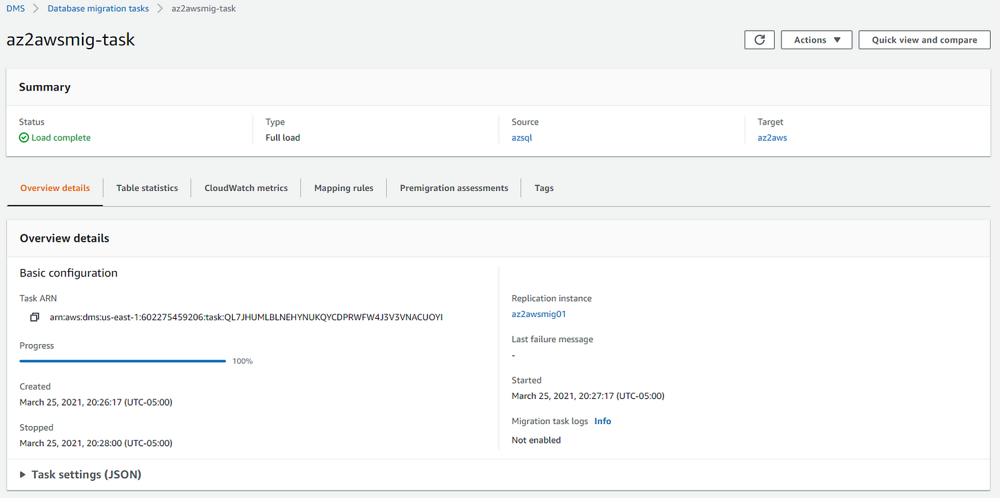 DMS > Database migration tasks > az2awsmig-task
az2awsmig-task
Actions ▼
Quick view and compare
Summary
Status
Load complete
Type
Full load
Source
azsql
Target
az2aws
Overview details
Table statistics
CloudWatch metrics
Mapping rules
Premigration assessments
Tags
Overview details
Basic configuration
Task ARN
arn:aws:dms:us-east-1:602275459206:task:QL7JHUMLBLNEHYNUKQYCDPRWFW4J3V3VNACUOYI
Progress
100%
Created
March 25, 2021, 20:26:17 (UTC-05:00)
Stopped
March 25, 2021, 20:28:00 (UTC-05:00)
Replication instance
az2awsmig01
Last failure message
-
Started
March 25, 2021, 20:27:17 (UTC-05:00)
Migration task logs Info
Not enabled
Task settings (JSON)